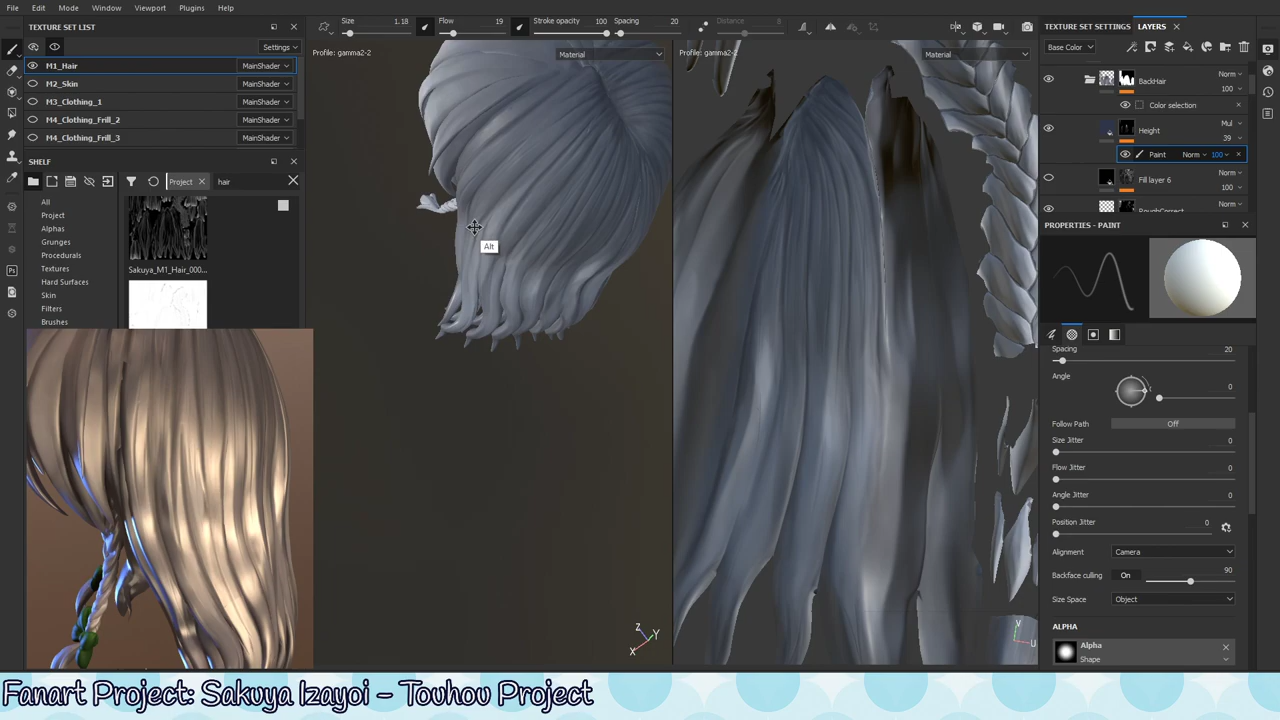 File Edit Mode Window Viewport Plugins Help
TEXTURE SET LIST
Settings
M1_Hair MainShader
M2_Skin MainShader
M3_Clothing_1 MainShader
M4_Clothing_Frill_2 MainShader
M4_Clothing_Frill_3 MainShader
SHELF
Project hair
All
Project
Alphas
Grunges
Procedurals
Textures
Hard Surfaces
Skin
Filters
Brushes
Sakuya_M1_Hair_000...
Size 1.18
Flow 19
Stroke opacity 100
Spacing 20
Distance 8
Profile: gamma2-2
Material
Alt
Z Y X
Profile: gamma2-2
Material
V U
TEXTURE SET SETTINGS LAYERS
Base Color
BackHair Norm 100
Color selection
Height Mul 39
Paint Norm 100
Fill layer 6 Norm 100
RoughCorrect Norm
PROPERTIES - PAINT
Spacing 20
Angle 0
Follow Path Off
Size Jitter 0
Flow Jitter 0
Angle Jitter 0
Position Jitter 0
Alignment Camera
Backface culling On 90
Size Space Object
ALPHA
Alpha
Shape
Fanart Project: Sakuya Izayoi - Touhou Project